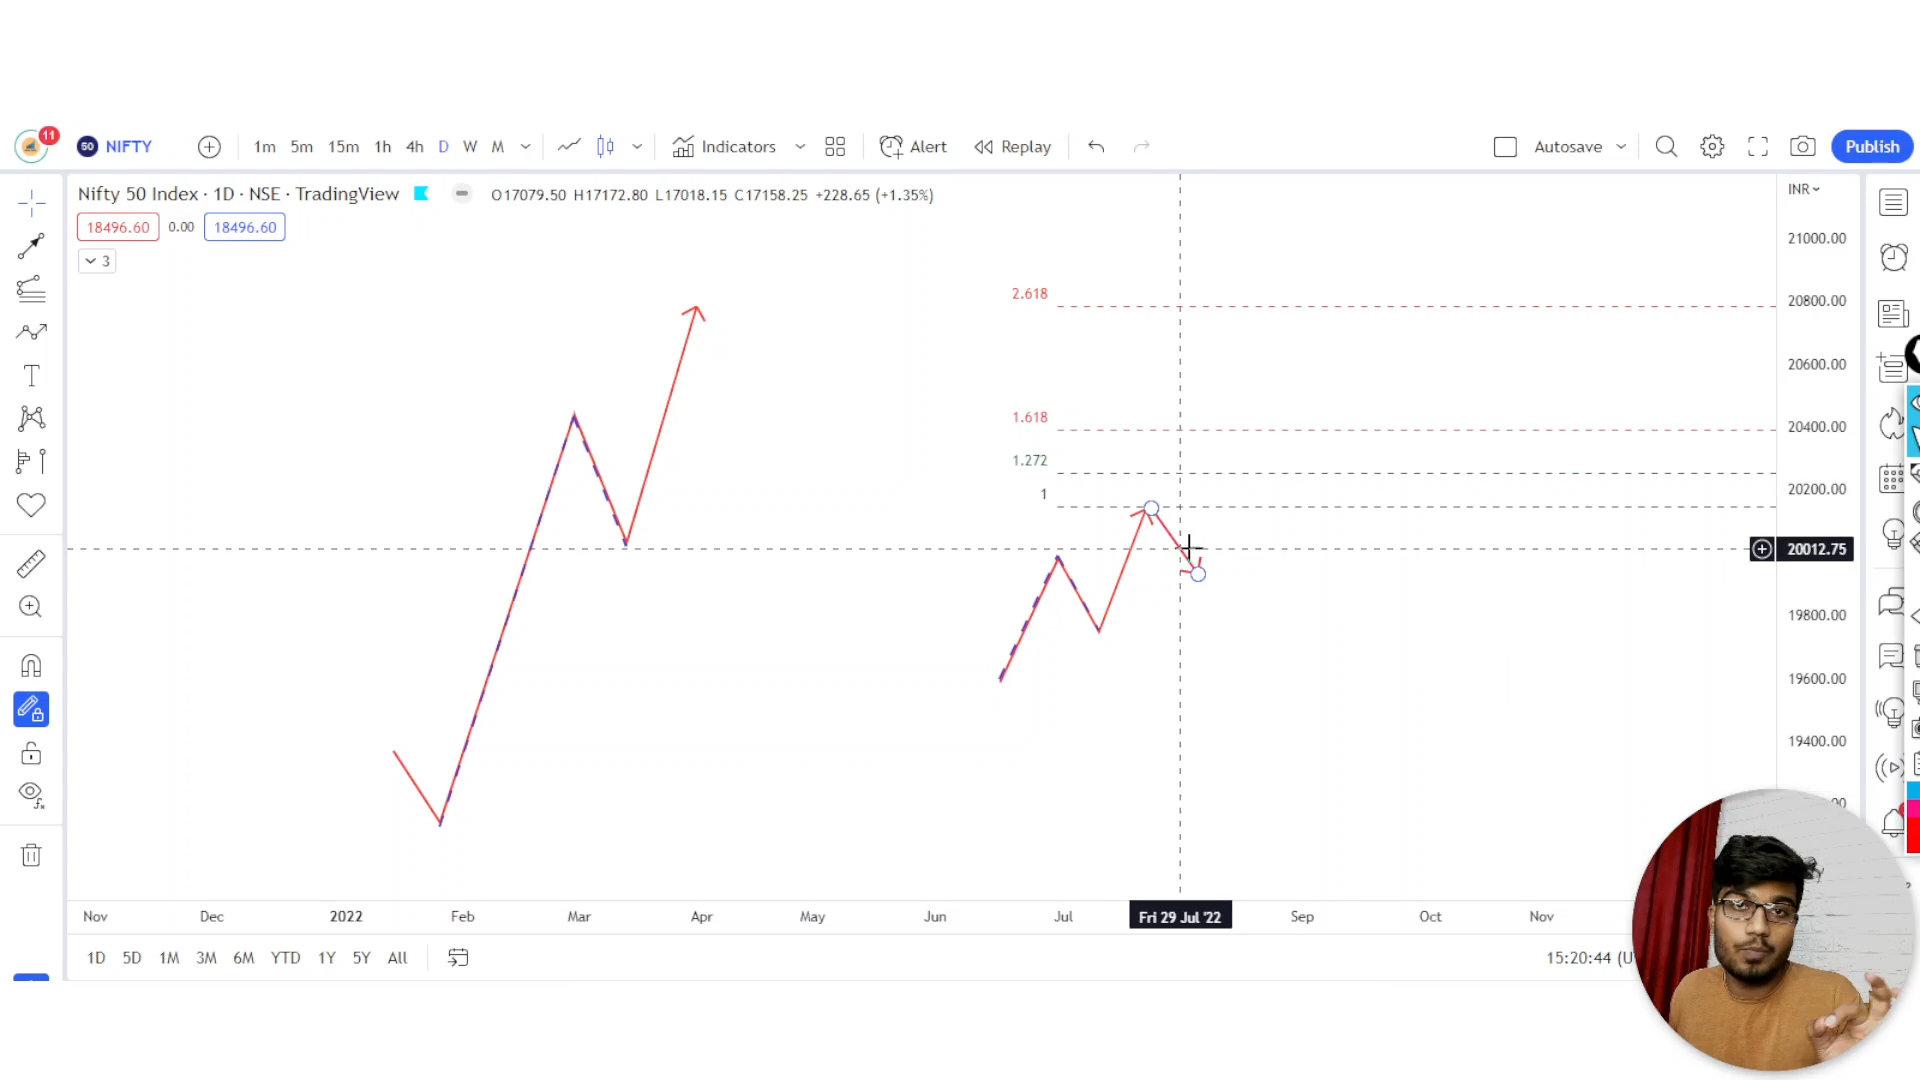 11 50 NIFTY 1m 5m 15m 1h 4h D W M Indicators Alert Replay Autosave Publish
Nifty 50 Index · 1D · NSE · TradingView O17079.50 H17172.80 L17018.15 C17158.25 +228.65 (+1.35%) INR
18496.60 0.00 18496.60
3
21000.00
2.618
20800.00
20600.00
1.618
20400.00
1.272
20200.00
1
20012.75
19800.00
19600.00
19400.00
Nov Dec 2022 Feb Mar Apr May Jun Jul Fri 29 Jul '22 Sep Oct Nov
1D 5D 1M 3M 6M YTD 1Y 5Y All 15:20:44 (U